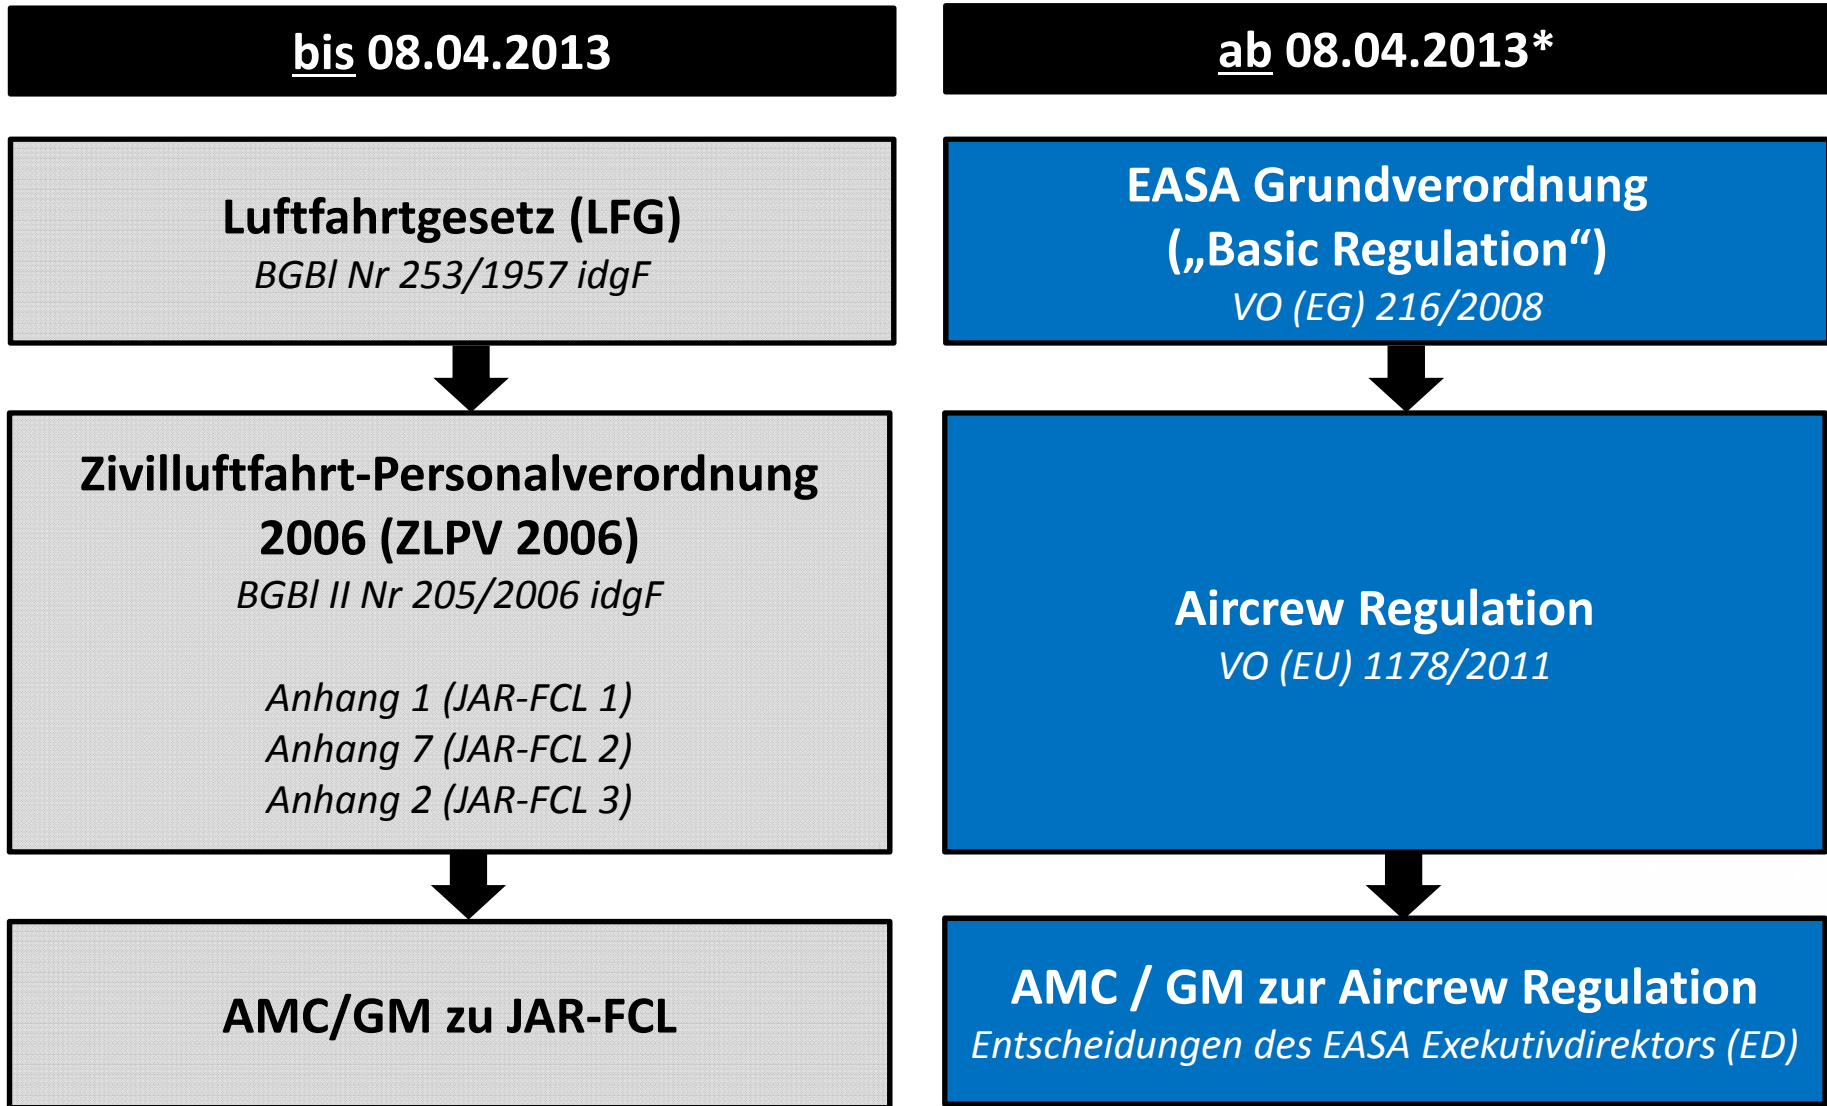 bis 08.04.2013
Luftfahrtgesetz (LFG)
BGBl Nr 253/1957 idgF
Zivilluftfahrt-Personalverordnung
2006 (ZLPV 2006)
BGBl II Nr 205/2006 idgF
Anhang 1 (JAR-FCL 1)
Anhang 7 (JAR-FCL 2)
Anhang 2 (JAR-FCL 3)
AMC/GM zu JAR-FCL
ab 08.04.2013*
EASA Grundverordnung
(„Basic Regulation“)
VO (EG) 216/2008
Aircrew Regulation
VO (EU) 1178/2011
AMC / GM zur Aircrew Regulation
Entscheidungen des EASA Exekutivdirektors (ED)